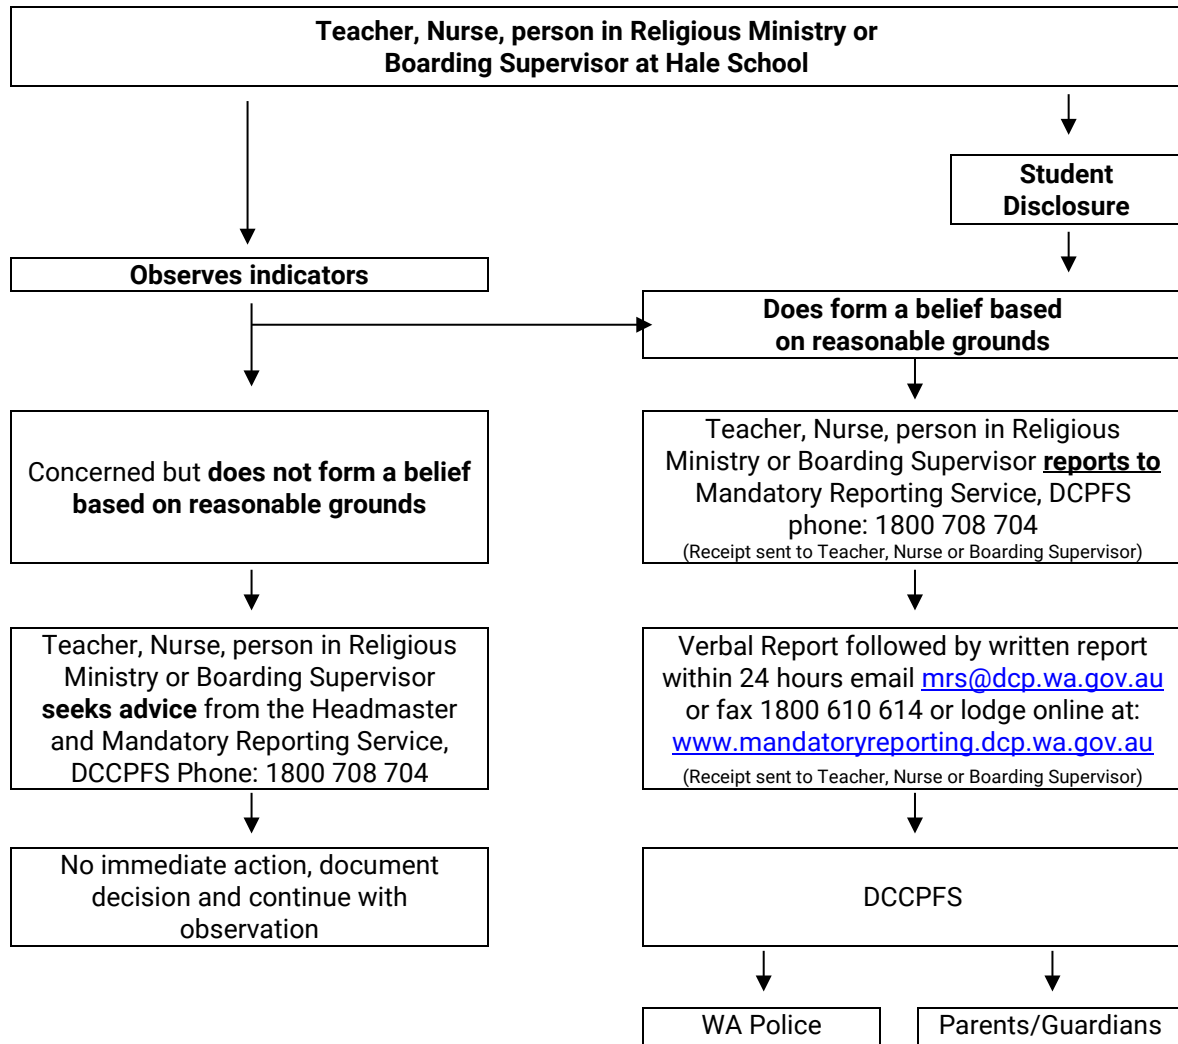 Teacher, Nurse, person in Religious Ministry or
Boarding Supervisor at Hale School
Student
Disclosure
Observes indicators
Does form a belief based
on reasonable grounds
Concerned but does not form a belief
based on reasonable grounds
Teacher, Nurse, person in Religious
Ministry or Boarding Supervisor reports to
Mandatory Reporting Service, DCPFS
phone: 1800 708 704
(Receipt sent to Teacher, Nurse or Boarding Supervisor)
Teacher, Nurse, person in Religious
Ministry or Boarding Supervisor
seeks advice from the Headmaster
and Mandatory Reporting Service,
DCCPFS Phone: 1800 708 704
Verbal Report followed by written report
within 24 hours email mrs@dcp.wa.gov.au
or fax 1800 610 614 or lodge online at:
www.mandatoryreporting.dcp.wa.gov.au
(Receipt sent to Teacher, Nurse or Boarding Supervisor)
No immediate action, document
decision and continue with
observation
DCCPFS
WA Police
Parents/Guardians